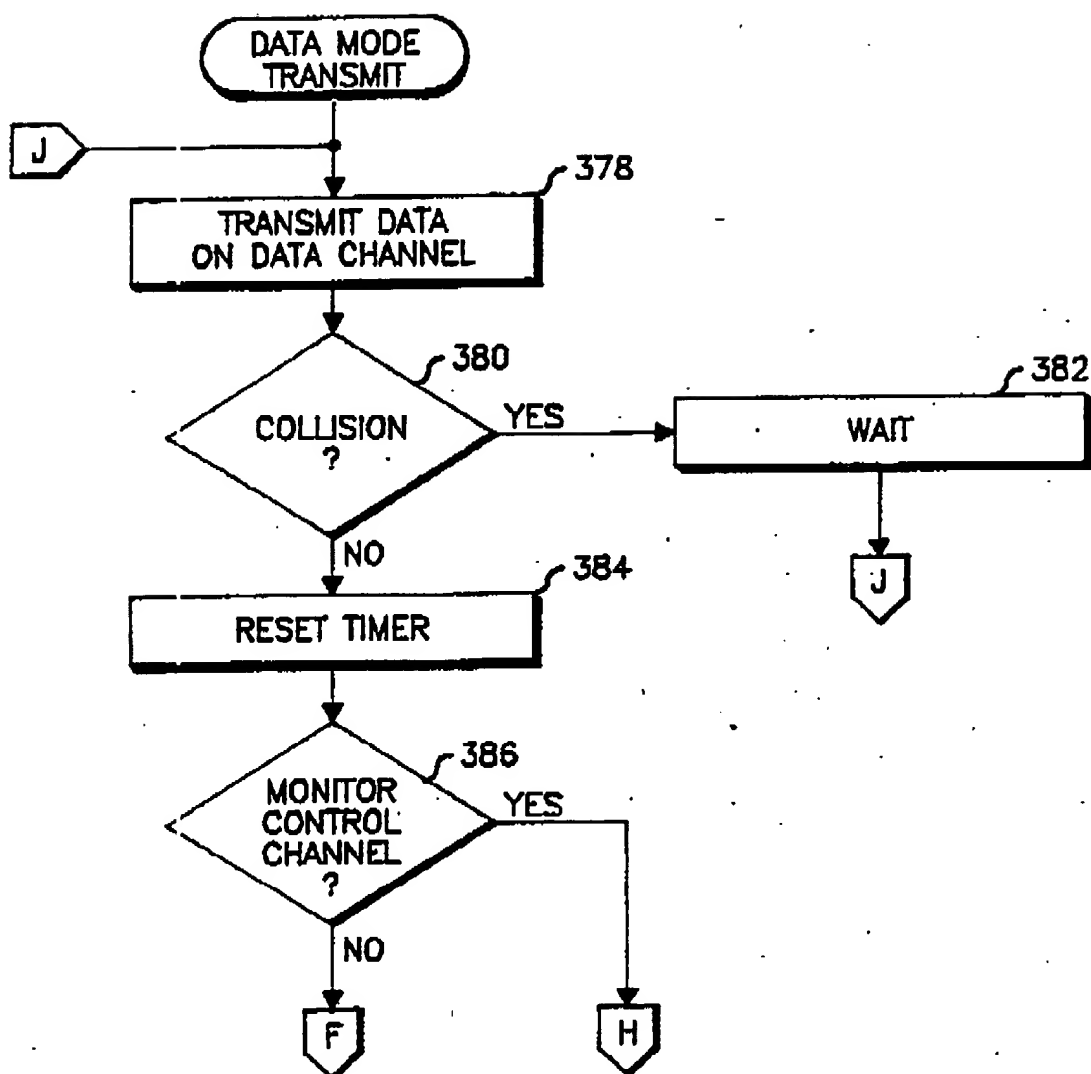 DATA MODE
TRANSMIT
J
378
TRANSMIT DATA
ON DATA CHANNEL
380
COLLISION
?
YES
382
WAIT
J
NO
384
RESET TIMER
386
MONITOR
CONTROL
CHANNEL
?
YES
NO
F
H